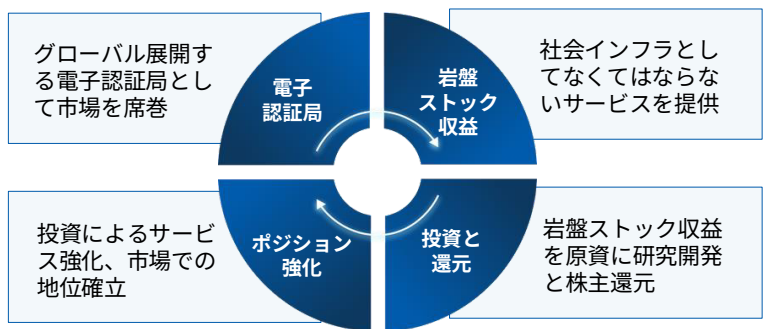 グローバル展開す
る電子認証局とし
て市場を席巻
電子
認証局
岩盤
ストック
収益
社会インフラとし
てなくてはならな
いサービスを提供
投資によるサービ
ス強化、市場での
地位確立
ポジション
強化
投資と
還元
岩盤ストック収益
を原資に研究開発
と株主還元